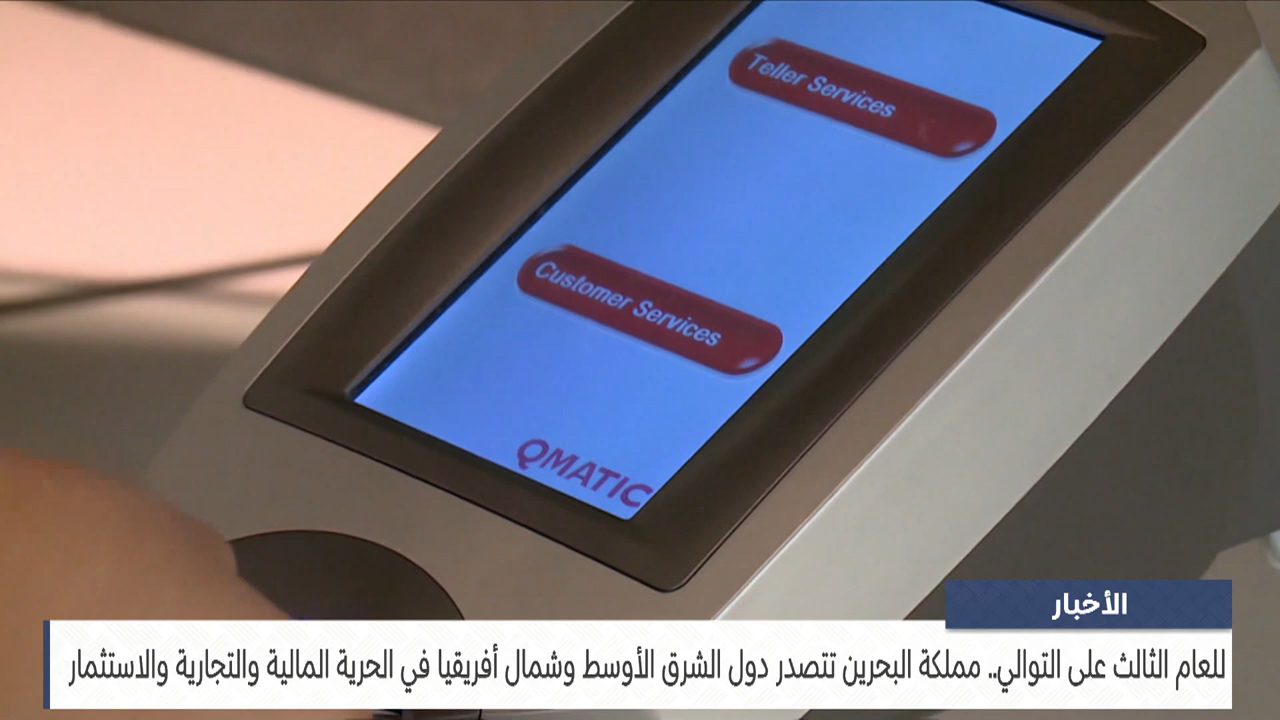 Teller Services
Customer Services
QMATIC
الأخبار
للعام الثالث على التوالي.. مملكة البحرين تتصدر دول الشرق الأوسط وشمال أفريقيا في الحرية المالية والتجارية والاستثمار